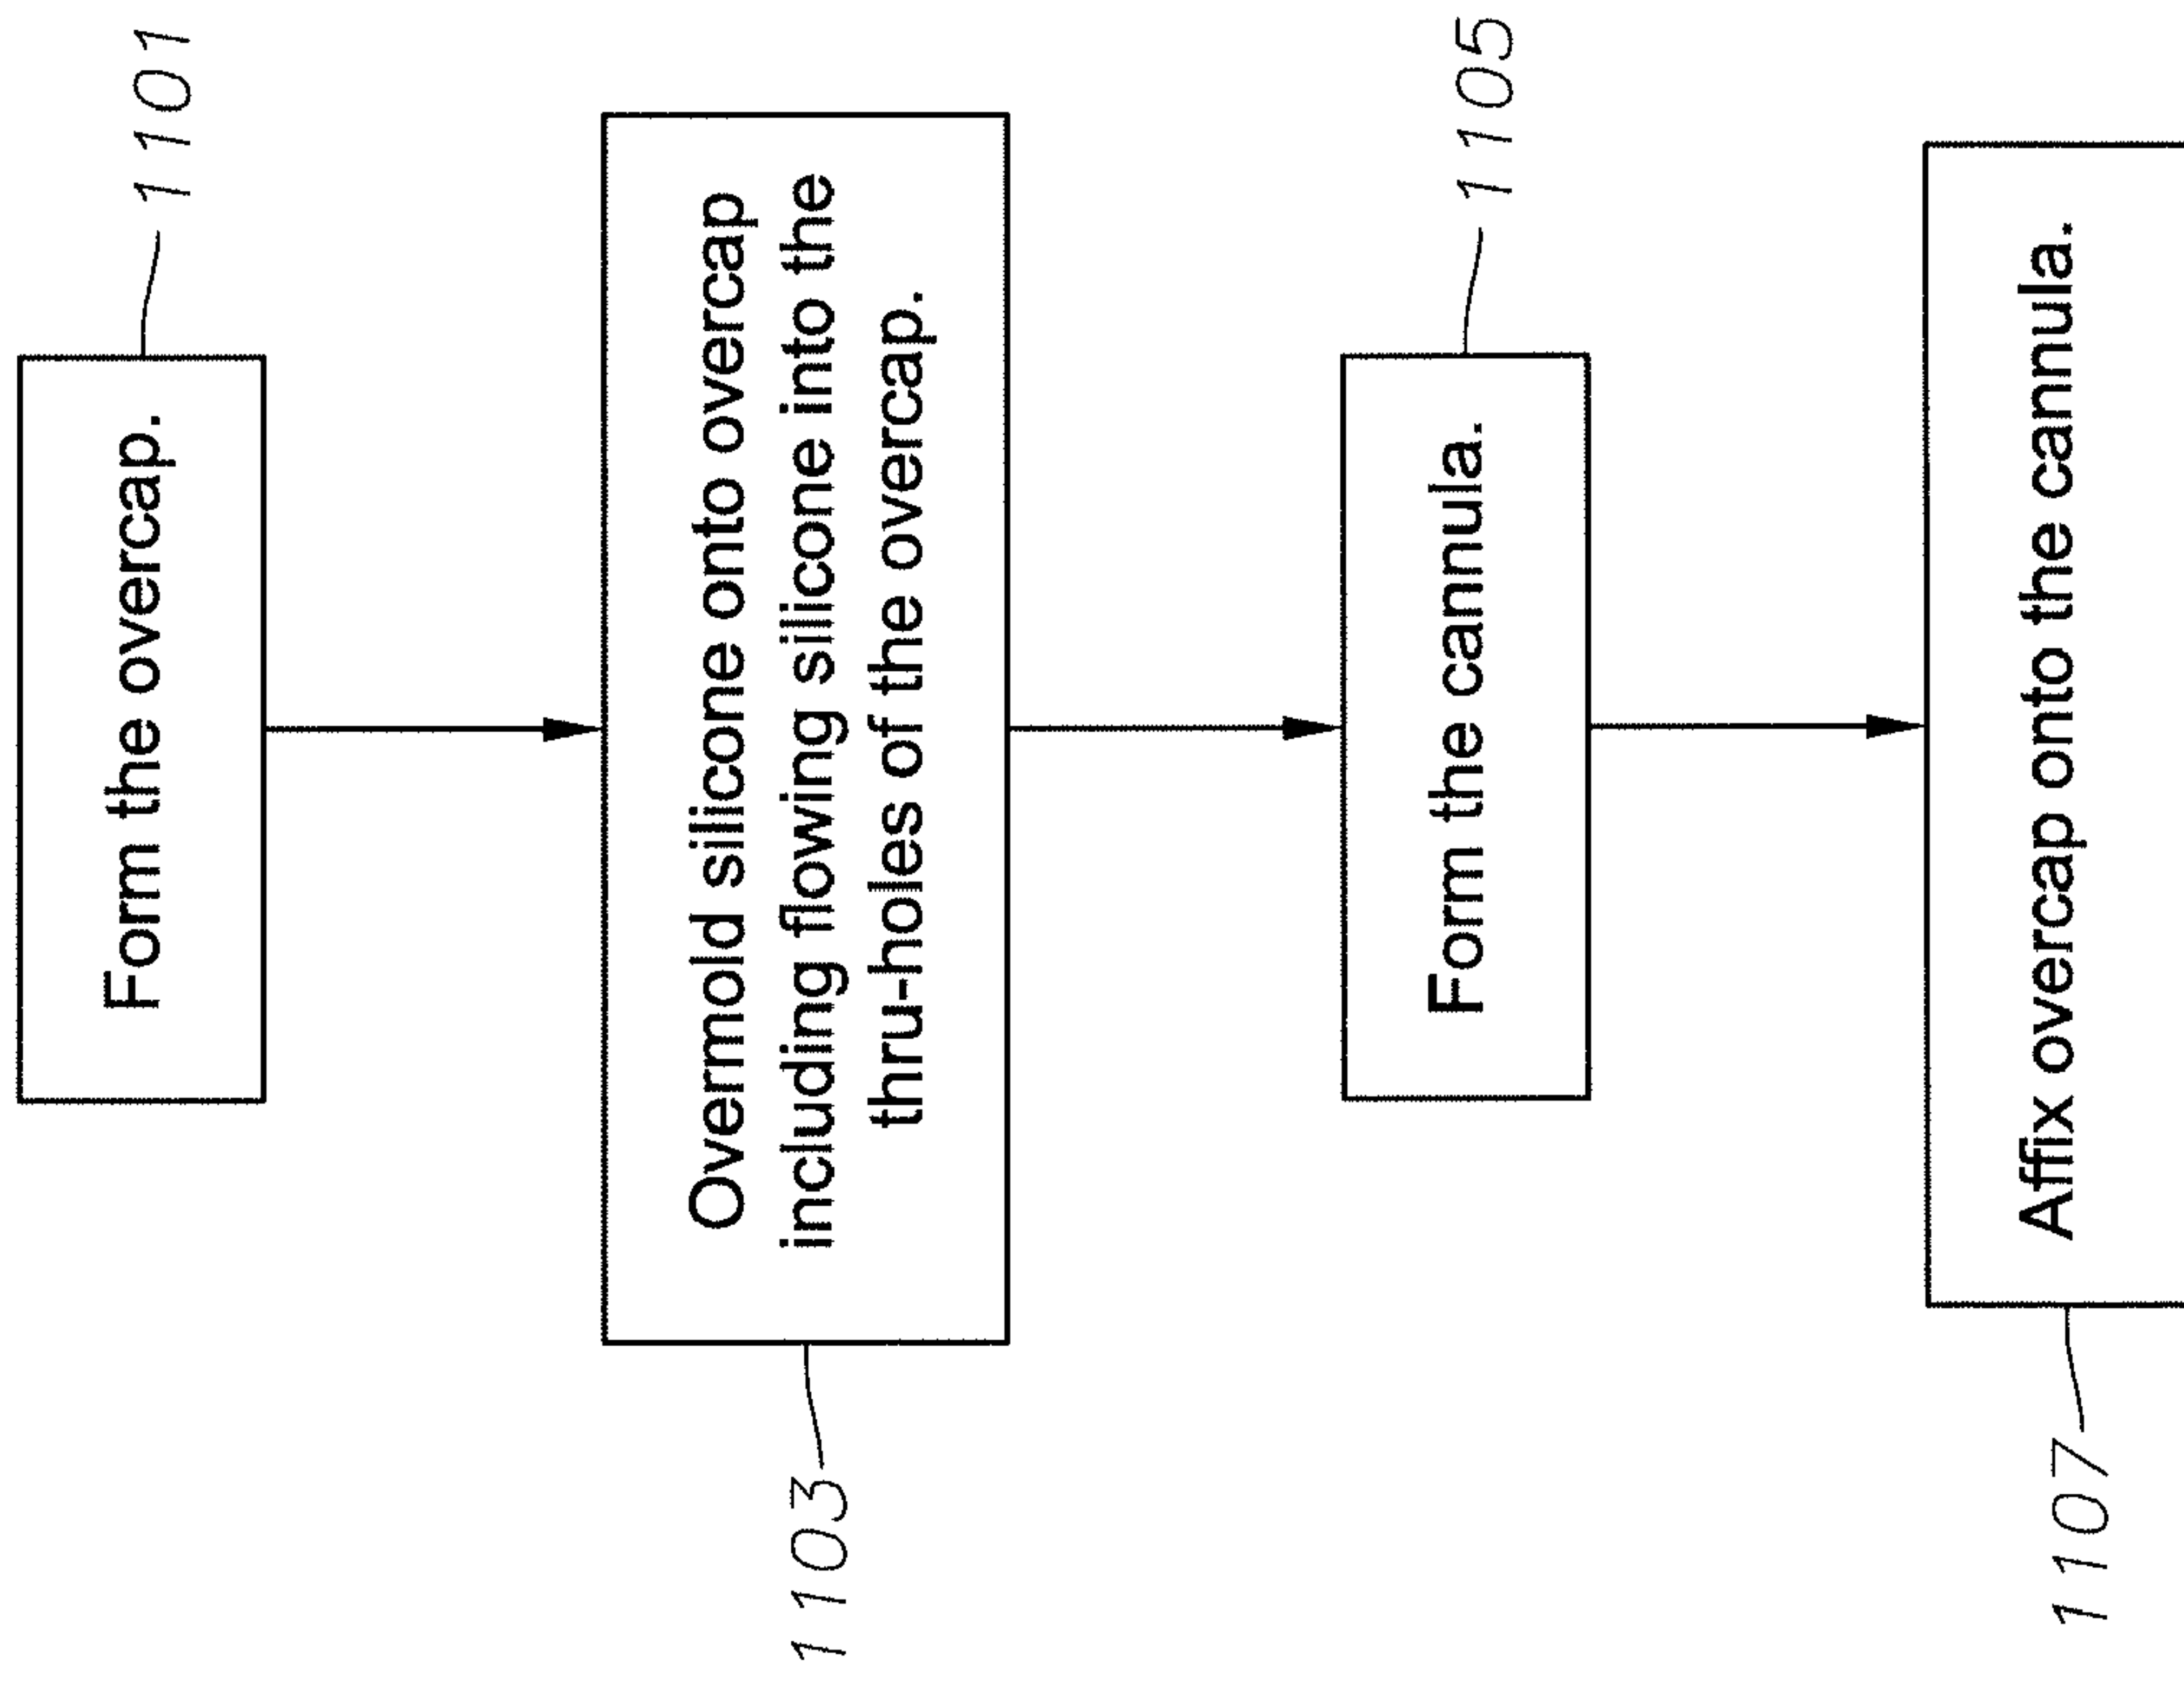 Form the overcap.
1101
Overmold silicone onto overcap
including flowing silicone into the
thru-holes of the overcap.
1103
Form the cannula.
1105
Affix overcap onto the cannula.
1107